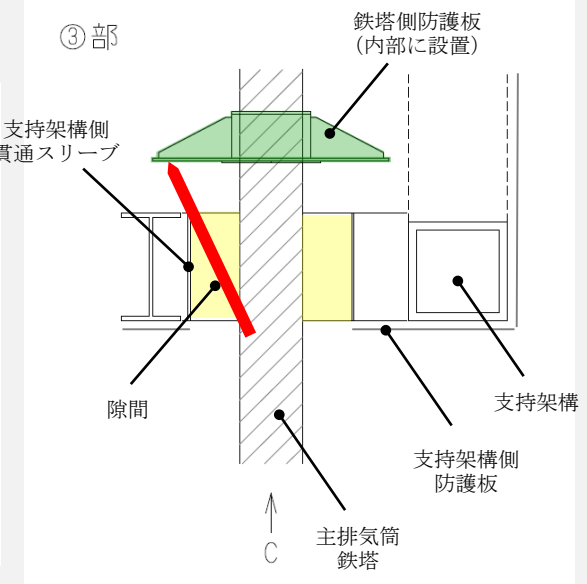 ③部
鉄塔側防護板
（内部に設置）
支持架構側
貫通スリーブ
隙間
支持架構
支持架構側
防護板
主排気筒
鉄塔
C